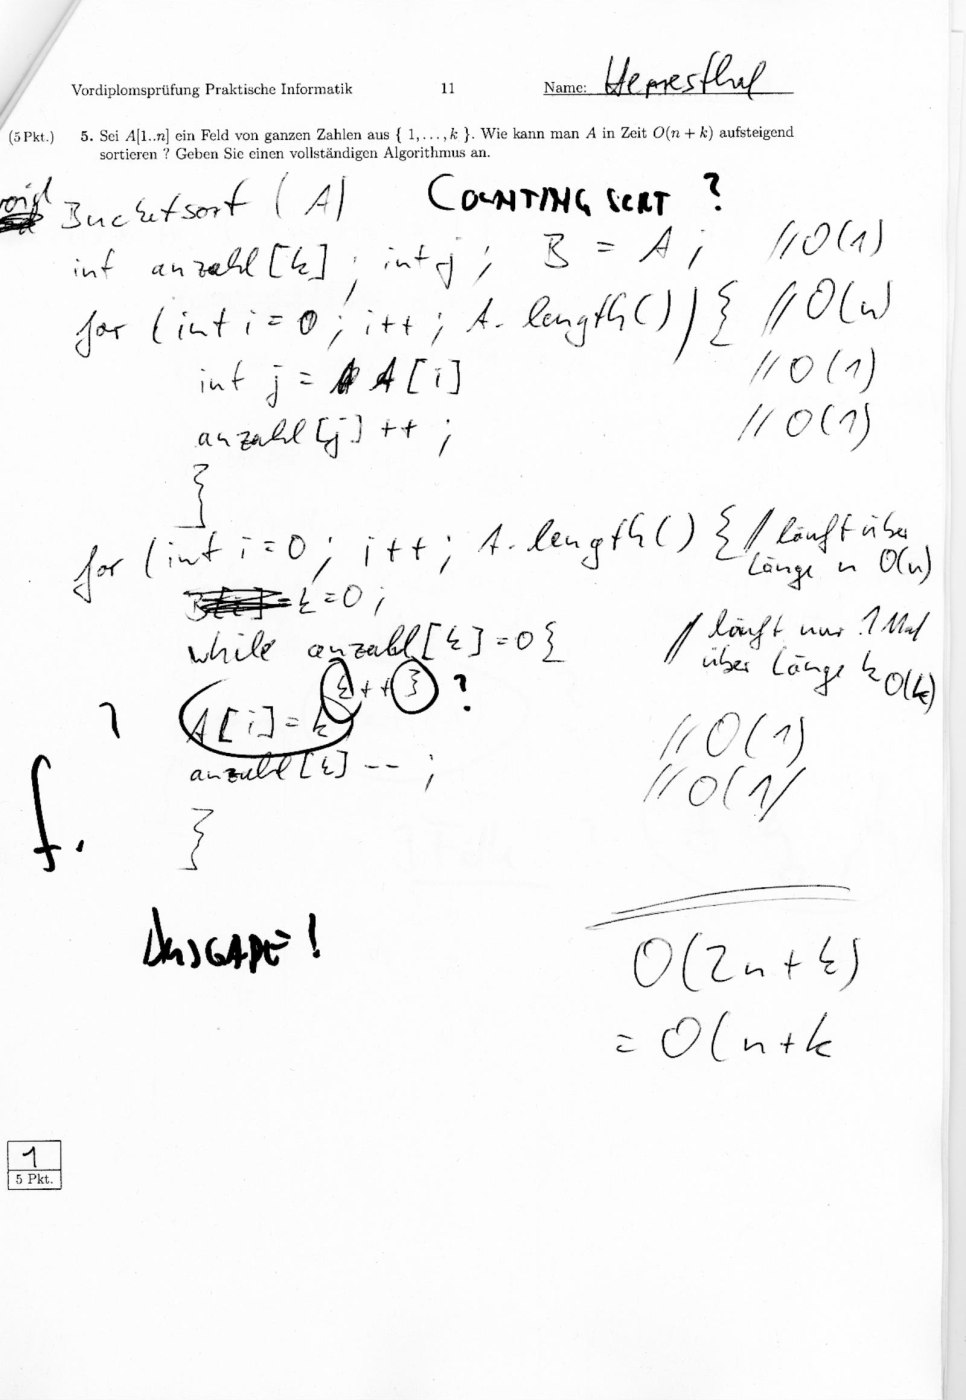 Vordiplomsprüfung Praktische Informatik 11 Name:
(5 Pkt.) 5. Sei A[1..n] ein Feld von ganzen Zahlen aus { 1,...,k }. Wie kann man A in Zeit O(n + k) aufsteigend
sortieren ? Geben Sie einen vollständigen Algorithmus an.
void Bucketsort (A) COUNTING SORT ?
int anzahl[k] ; int j ; B = A ; // O(1)
for (int i = 0 ; i++ ; A.length()) { // O(n)
int j = A[i] // O(1)
anzahl[j]++ ; // O(1)
}
for (int i = 0 ; i++ ; A.length() { // läuft über
Länge n O(n)
k = 0 ;
while anzahl[k] = 0 { // läuft nur 1 Mal
über Länge k O(k)
k++ } ?
? A[i] = k // O(1)
anzahl[k]-- ; // O(1)
f.
}
AUSGABE !
O(2n + k)
= O(n + k
1
5 Pkt.